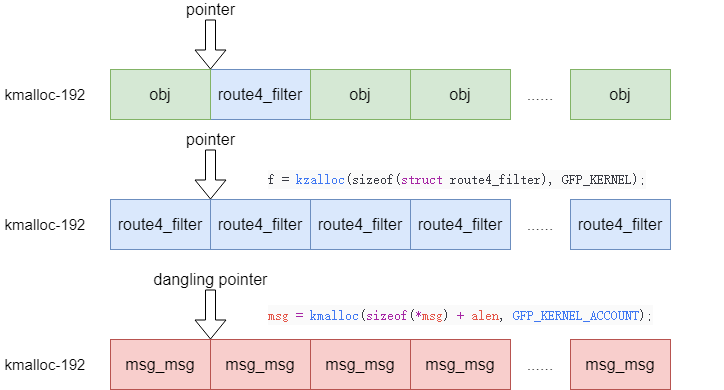 pointer
kmalloc-192 obj route4_filter obj obj ...... obj
pointer
f = kzalloc(sizeof(struct route4_filter), GFP_KERNEL);
kmalloc-192 route4_filter route4_filter route4_filter route4_filter ...... route4_filter
dangling pointer
msg = kmalloc(sizeof(*msg) + alen, GFP_KERNEL_ACCOUNT);
kmalloc-192 msg_msg msg_msg msg_msg msg_msg ...... msg_msg